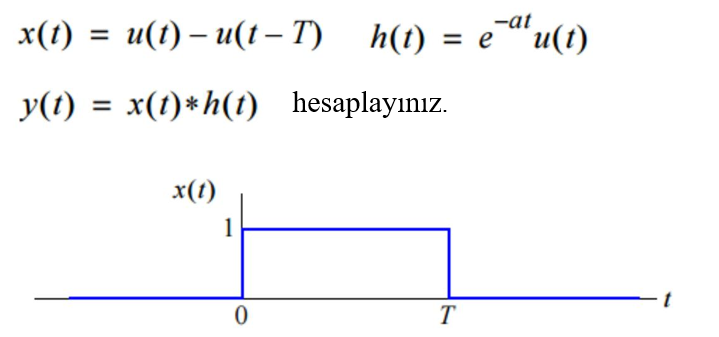 x(t) = u(t) – u(t – T) h(t) = e^{–at}u(t)
y(t) = x(t)*h(t) hesaplayınız.
x(t)
1
0 T t